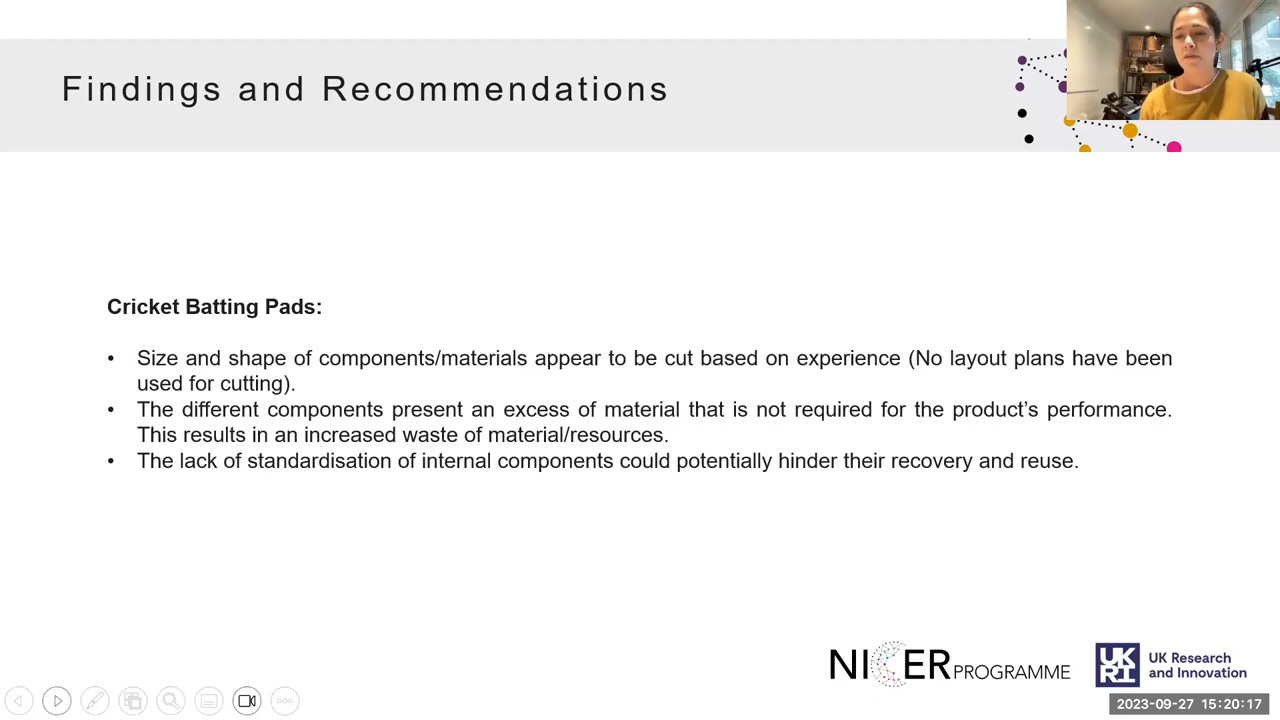 Findings and Recommendations
Cricket Batting Pads:
• Size and shape of components/materials appear to be cut based on experience (No layout plans have been
used for cutting).
• The different components present an excess of material that is not required for the product's performance.
This results in an increased waste of material/resources.
• The lack of standardisation of internal components could potentially hinder their recovery and reuse.
NICER PROGRAMME
UKRI
UK Research
and Innovation
2023-09-27 15:20:17